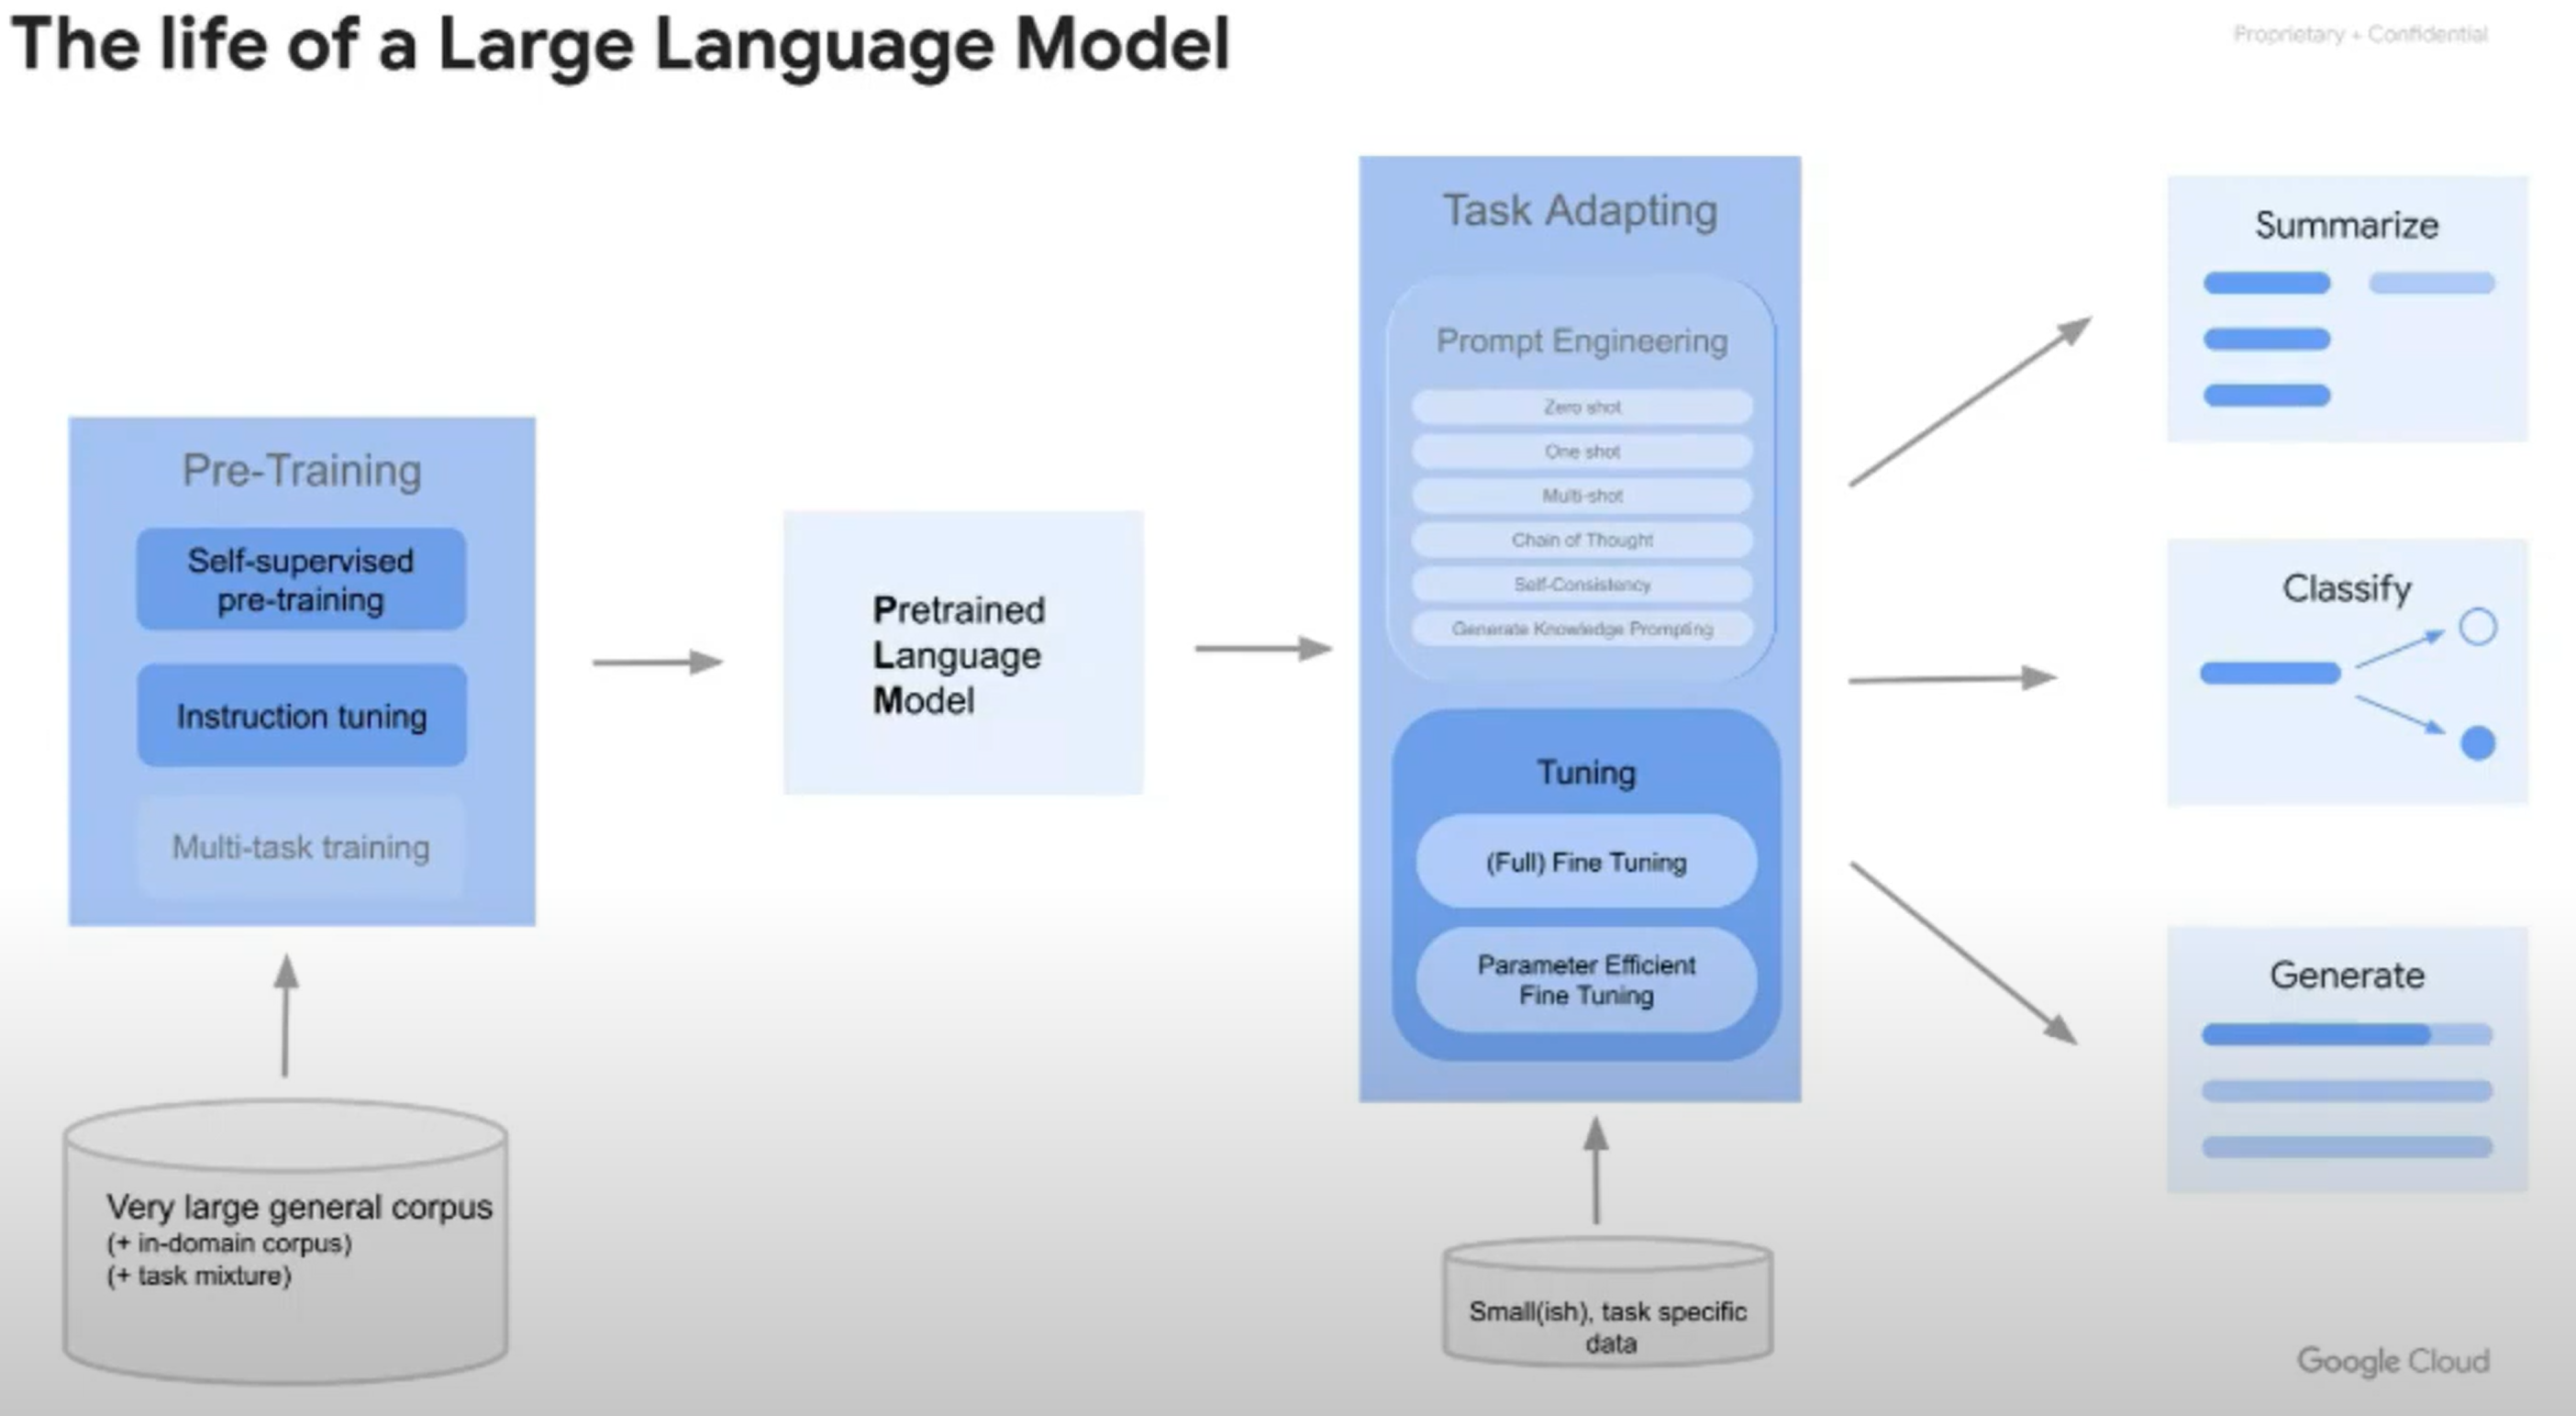 The life of a Large Language Model
Proprietary + Confidential
Pre-Training
Self-supervised
pre-training
Instruction tuning
Multi-task training
Very large general corpus
(+ in-domain corpus)
(+ task mixture)
Pretrained
Language
Model
Task Adapting
Prompt Engineering
Zero shot
One shot
Multi-shot
Chain of Thought
Self-Consistency
Generate Knowledge Prompting
Tuning
(Full) Fine Tuning
Parameter Efficient
Fine Tuning
Small(ish), task specific
data
Summarize
Classify
Generate
Google Cloud